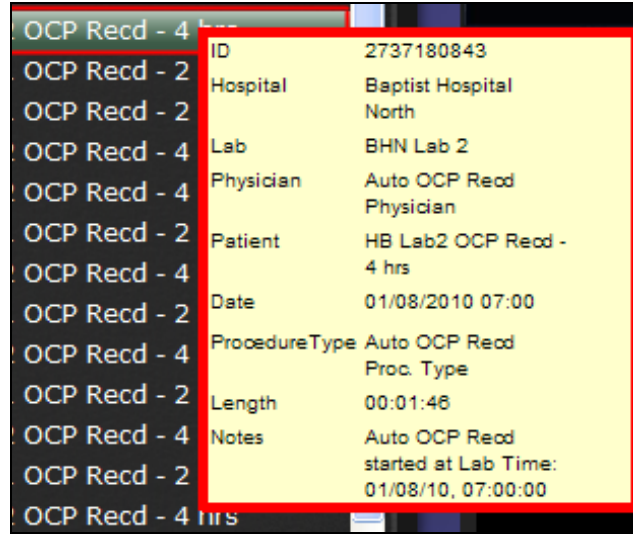 OCP Recd - 4 hrs
OCP Recd - 2
OCP Recd - 2
OCP Recd - 4
OCP Recd - 4
OCP Recd - 2
OCP Recd - 4
OCP Recd - 2
OCP Recd - 4
OCP Recd - 2
OCP Recd - 4
OCP Recd - 2
OCP Recd - 4 hrs
ID 2737180843
Hospital Baptist Hospital
North
Lab BHN Lab 2
Physician Auto OCP Recd
Physician
Patient HB Lab2 OCP Recd -
4 hrs
Date 01/08/2010 07:00
ProcedureType Auto OCP Recd
Proc. Type
Length 00:01:46
Notes Auto OCP Recd
started at Lab Time:
01/08/10, 07:00:00